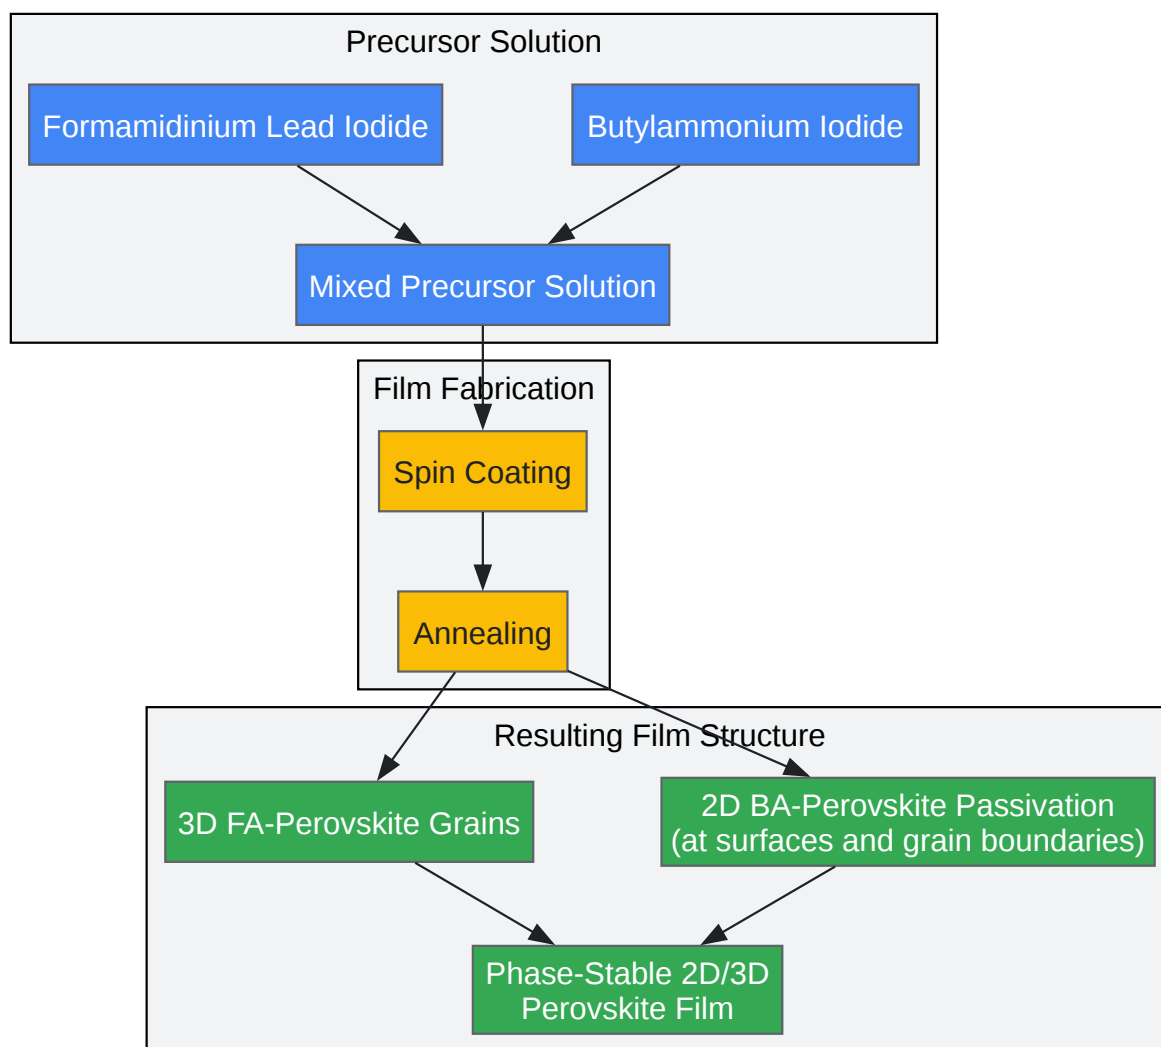 Precursor Solution
Formamidinium Lead Iodide
Butylammonium Iodide
Mixed Precursor Solution
Film Fabrication
Spin Coating
Annealing
Resulting Film Structure
3D FA-Perovskite Grains
2D BA-Perovskite Passivation
(at surfaces and grain boundaries)
Phase-Stable 2D/3D
Perovskite Film